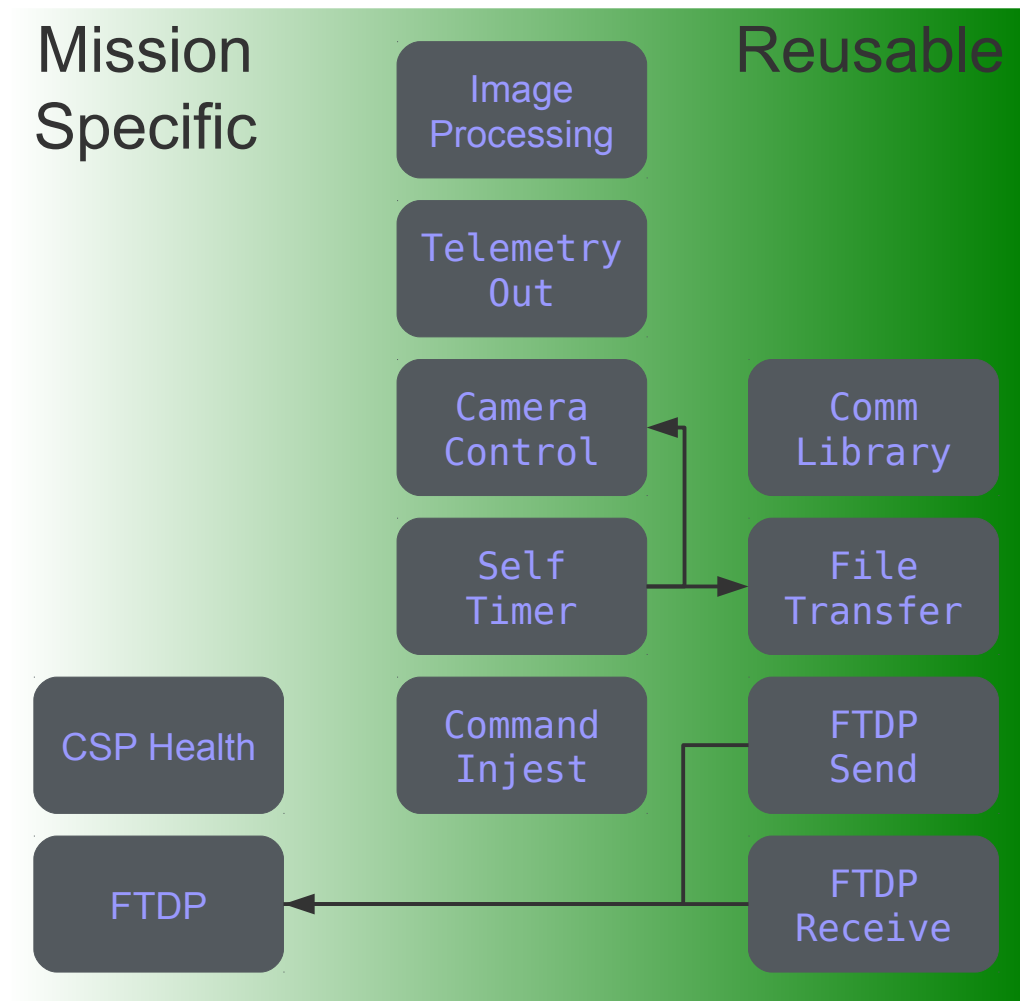 Mission
Specific
Reusable
Image
Processing
Telemetry
Out
Camera
Control
Comm
Library
Self
Timer
File
Transfer
CSP Health
Command
Injest
FTDP
Send
FTDP
FTDP
Receive